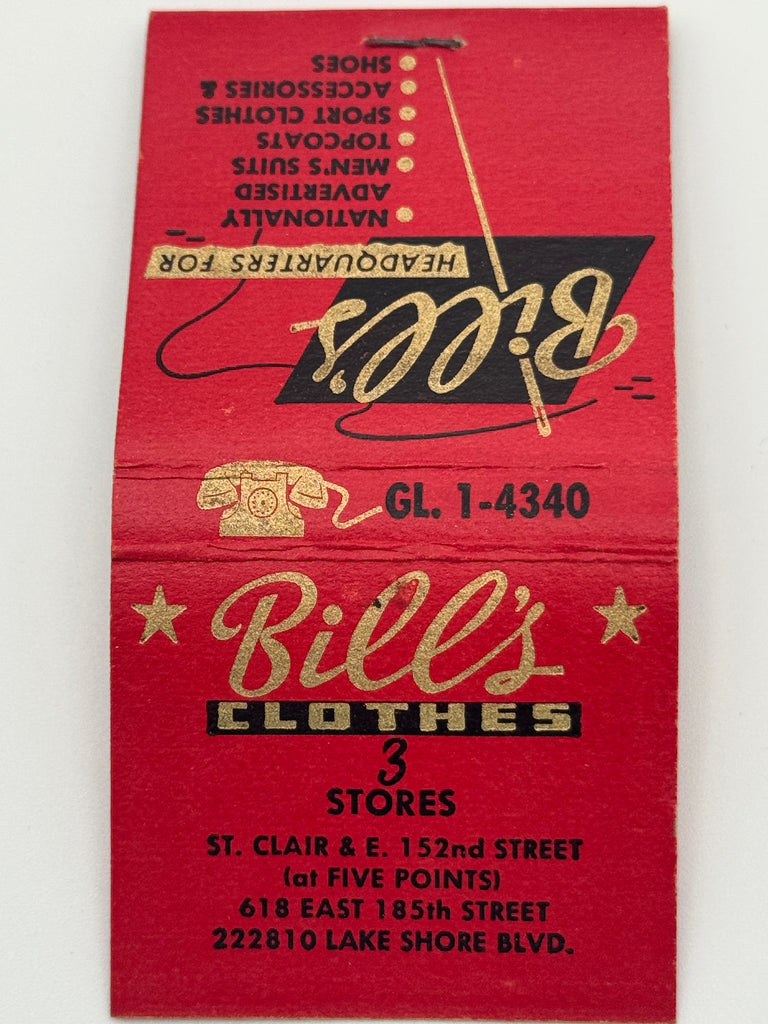 Bill's
HEADQUARTERS FOR
NATIONALLY
ADVERTISED
MEN'S SUITS
TOPCOATS
SPORT CLOTHES
ACCESSORIES &
SHOES
GL. 1-4340
Bill's
CLOTHES
3
STORES
ST. CLAIR & E. 152nd STREET
(at FIVE POINTS)
618 EAST 185th STREET
222810 LAKE SHORE BLVD.